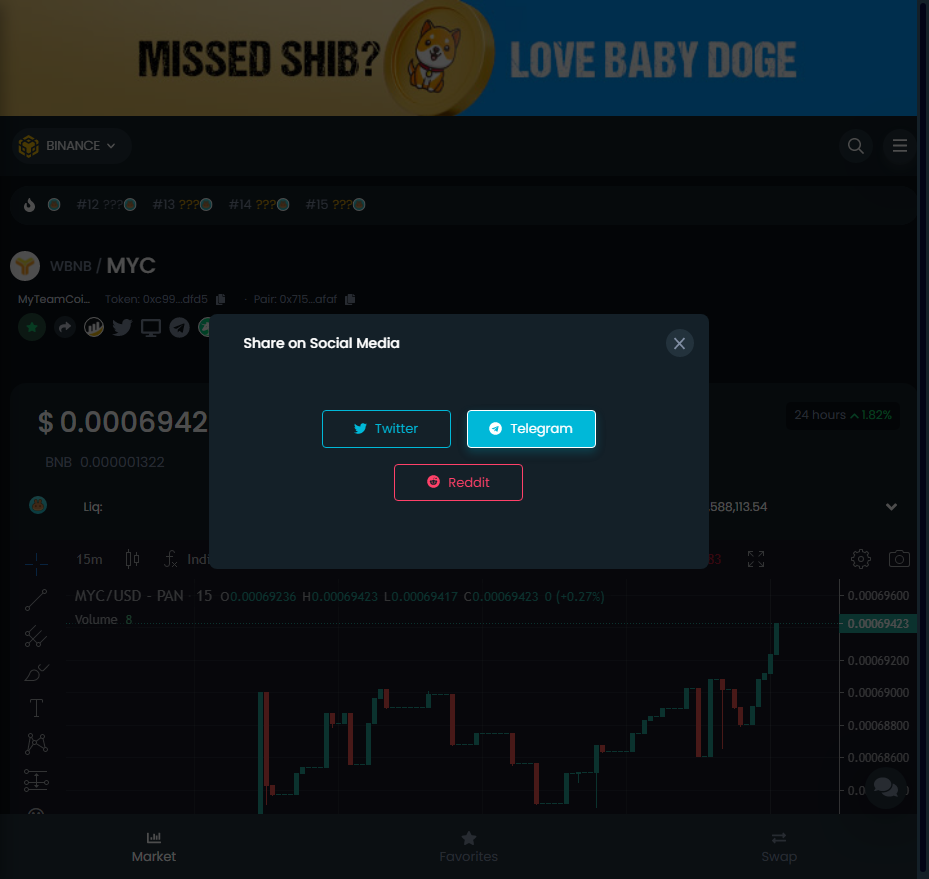 MISSED SHIB? LOVE BABY DOGE
BINANCE
#12 ??? #13 ??? #14 ??? #15 ???
WBNB / MYC
MyTeamCoi... Token: 0xc99...dfd5 · Pair: 0x715...afaf
Share on Social Media
$ 0.0006942
24 hours 1.82%
Twitter Telegram
BNB 0.000001322
Reddit
Liq: .588,113.54
15m
MYC/USD - PAN · 15 O0.00069236 H0.00069423 L0.00069417 C0.00069423 0 (+0.27%)
0.00069600
Volume 8
0.00069423
0.00069200
0.00069000
0.00068800
0.00068600
Market Favorites Swap